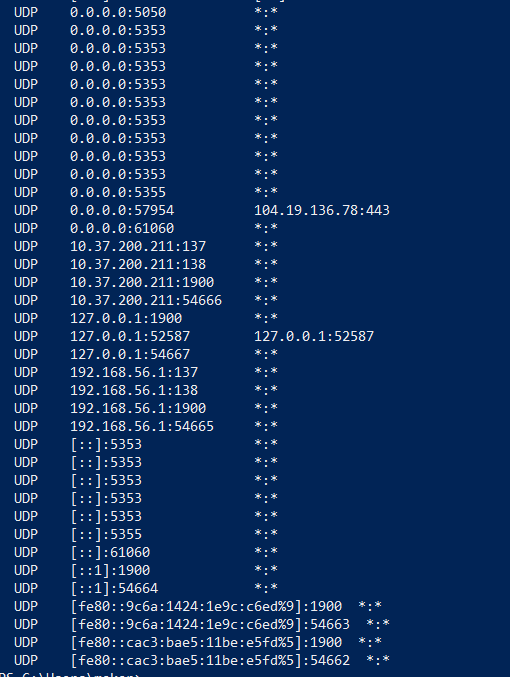 UDP    0.0.0.0:5050           *:*
UDP    0.0.0.0:5353           *:*
UDP    0.0.0.0:5353           *:*
UDP    0.0.0.0:5353           *:*
UDP    0.0.0.0:5353           *:*
UDP    0.0.0.0:5353           *:*
UDP    0.0.0.0:5353           *:*
UDP    0.0.0.0:5353           *:*
UDP    0.0.0.0:5353           *:*
UDP    0.0.0.0:5353           *:*
UDP    0.0.0.0:5355           *:*
UDP    0.0.0.0:57954          104.19.136.78:443
UDP    0.0.0.0:61060          *:*
UDP    10.37.200.211:137      *:*
UDP    10.37.200.211:138      *:*
UDP    10.37.200.211:1900     *:*
UDP    10.37.200.211:54666    *:*
UDP    127.0.0.1:1900         *:*
UDP    127.0.0.1:52587        127.0.0.1:52587
UDP    127.0.0.1:54667        *:*
UDP    192.168.56.1:137       *:*
UDP    192.168.56.1:138       *:*
UDP    192.168.56.1:1900      *:*
UDP    192.168.56.1:54665     *:*
UDP    [::]:5353              *:*
UDP    [::]:5353              *:*
UDP    [::]:5353              *:*
UDP    [::]:5353              *:*
UDP    [::]:5353              *:*
UDP    [::]:5355              *:*
UDP    [::]:61060             *:*
UDP    [::1]:1900             *:*
UDP    [::1]:54664            *:*
UDP    [fe80::9c6a:1424:1e9c:c6ed%9]:1900  *:*
UDP    [fe80::9c6a:1424:1e9c:c6ed%9]:54663  *:*
UDP    [fe80::cac3:bae5:11be:e5fd%5]:1900  *:*
UDP    [fe80::cac3:bae5:11be:e5fd%5]:54662  *:*